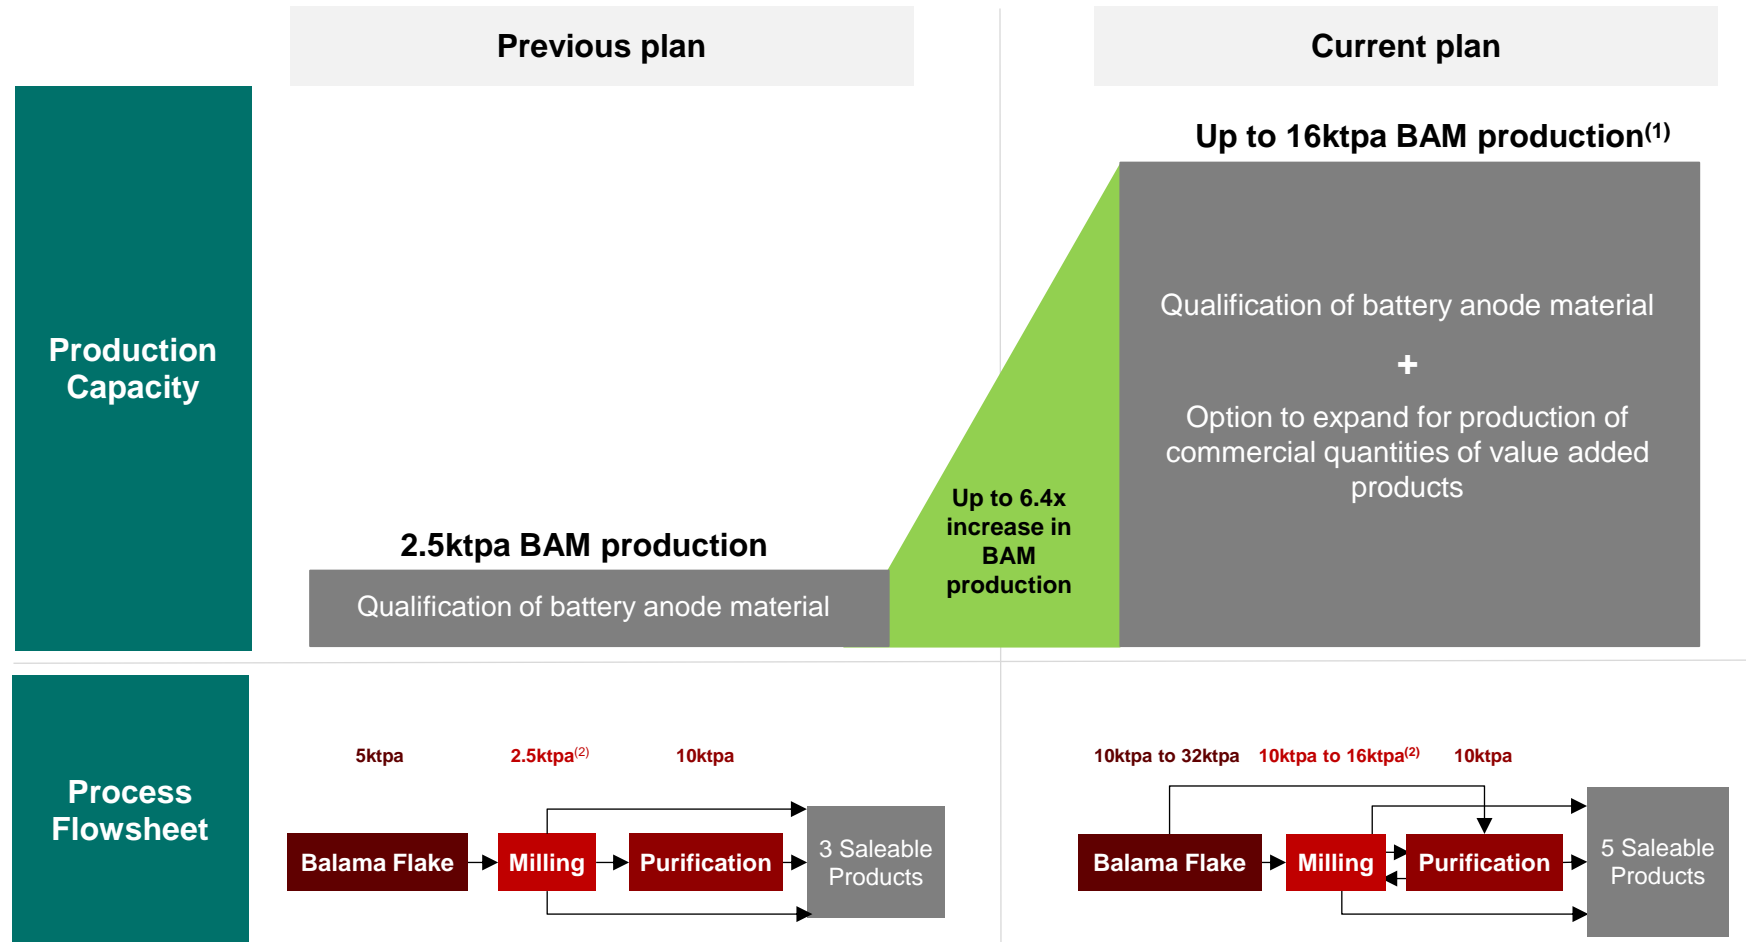 Previous plan
Current plan
Production
Capacity
Up to 16ktpa BAM production(1)
Qualification of battery anode material
+
Option to expand for production of
commercial quantities of value added
products
Up to 6.4x
increase in
BAM
production
2.5ktpa BAM production
Qualification of battery anode material
Process
Flowsheet
5ktpa
2.5ktpa(2)
10ktpa
Balama Flake
Milling
Purification
3 Saleable
Products
10ktpa to 32ktpa
10ktpa to 16ktpa(2)
10ktpa
Balama Flake
Milling
Purification
5 Saleable
Products